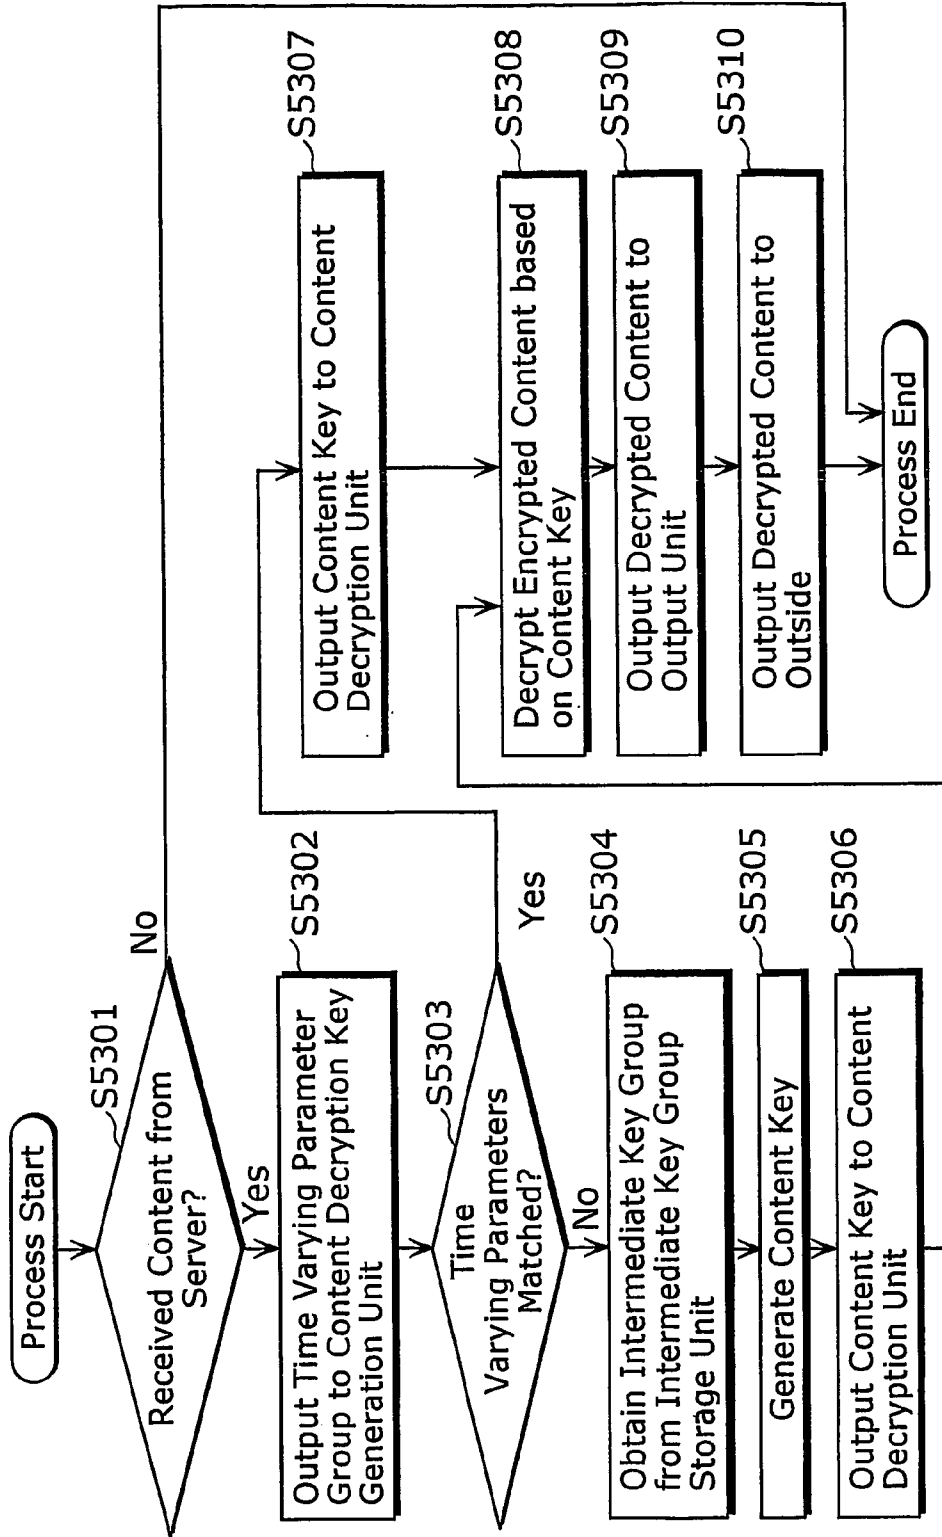 Process Start
S5301
Received Content from
Server?
No
Yes
S5302
Output Time Varying Parameter
Group to Content Decryption Key
Generation Unit
S5303
Time
Varying Parameters
Matched?
Yes
No
S5304
Obtain Intermediate Key Group
from Intermediate Key Group
Storage Unit
S5305
Generate Content Key
S5306
Output Content Key to Content
Decryption Unit
S5307
Output Content Key to Content
Decryption Unit
S5308
Decrypt Encrypted Content based
on Content Key
S5309
Output Decrypted Content to
Output Unit
S5310
Output Decrypted Content to
Outside
Process End